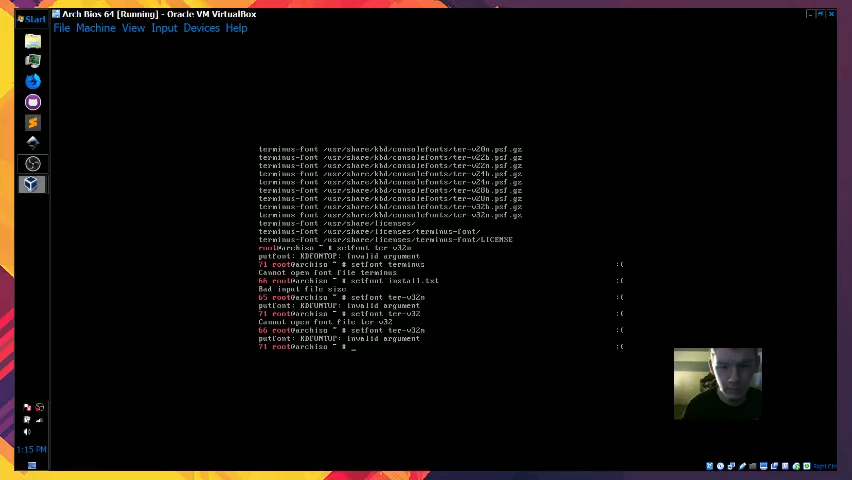 Start
Arch Bios 64 [Running] - Oracle VM VirtualBox
File Machine View Input Devices Help
terminus-font /usr/share/kbd/consolefonts/ter-v20n.psf.gz
terminus-font /usr/share/kbd/consolefonts/ter-v22b.psf.gz
terminus-font /usr/share/kbd/consolefonts/ter-v22n.psf.gz
terminus-font /usr/share/kbd/consolefonts/ter-v24b.psf.gz
terminus-font /usr/share/kbd/consolefonts/ter-v24n.psf.gz
terminus-font /usr/share/kbd/consolefonts/ter-v28b.psf.gz
terminus-font /usr/share/kbd/consolefonts/ter-v28n.psf.gz
terminus-font /usr/share/kbd/consolefonts/ter-v32b.psf.gz
terminus-font /usr/share/kbd/consolefonts/ter-v32n.psf.gz
terminus-font /usr/share/licenses/
terminus-font /usr/share/licenses/terminus-font/
terminus-font /usr/share/licenses/terminus-font/LICENSE
root@archiso ~ # setfont ter-v32n
putfont: KDFONTOP: Invalid argument
71 root@archiso ~ # setfont terminus :(
Cannot open font file terminus
66 root@archiso ~ # setfont install.txt :(
Bad input file size
65 root@archiso ~ # setfont ter-v32n :(
putfont: KDFONTOP: Invalid argument
71 root@archiso ~ # setfont ter-v32 :(
Cannot open font file ter-v32
66 root@archiso ~ # setfont ter-v32n :(
putfont: KDFONTOP: Invalid argument
71 root@archiso ~ # _ :(
1:15 PM